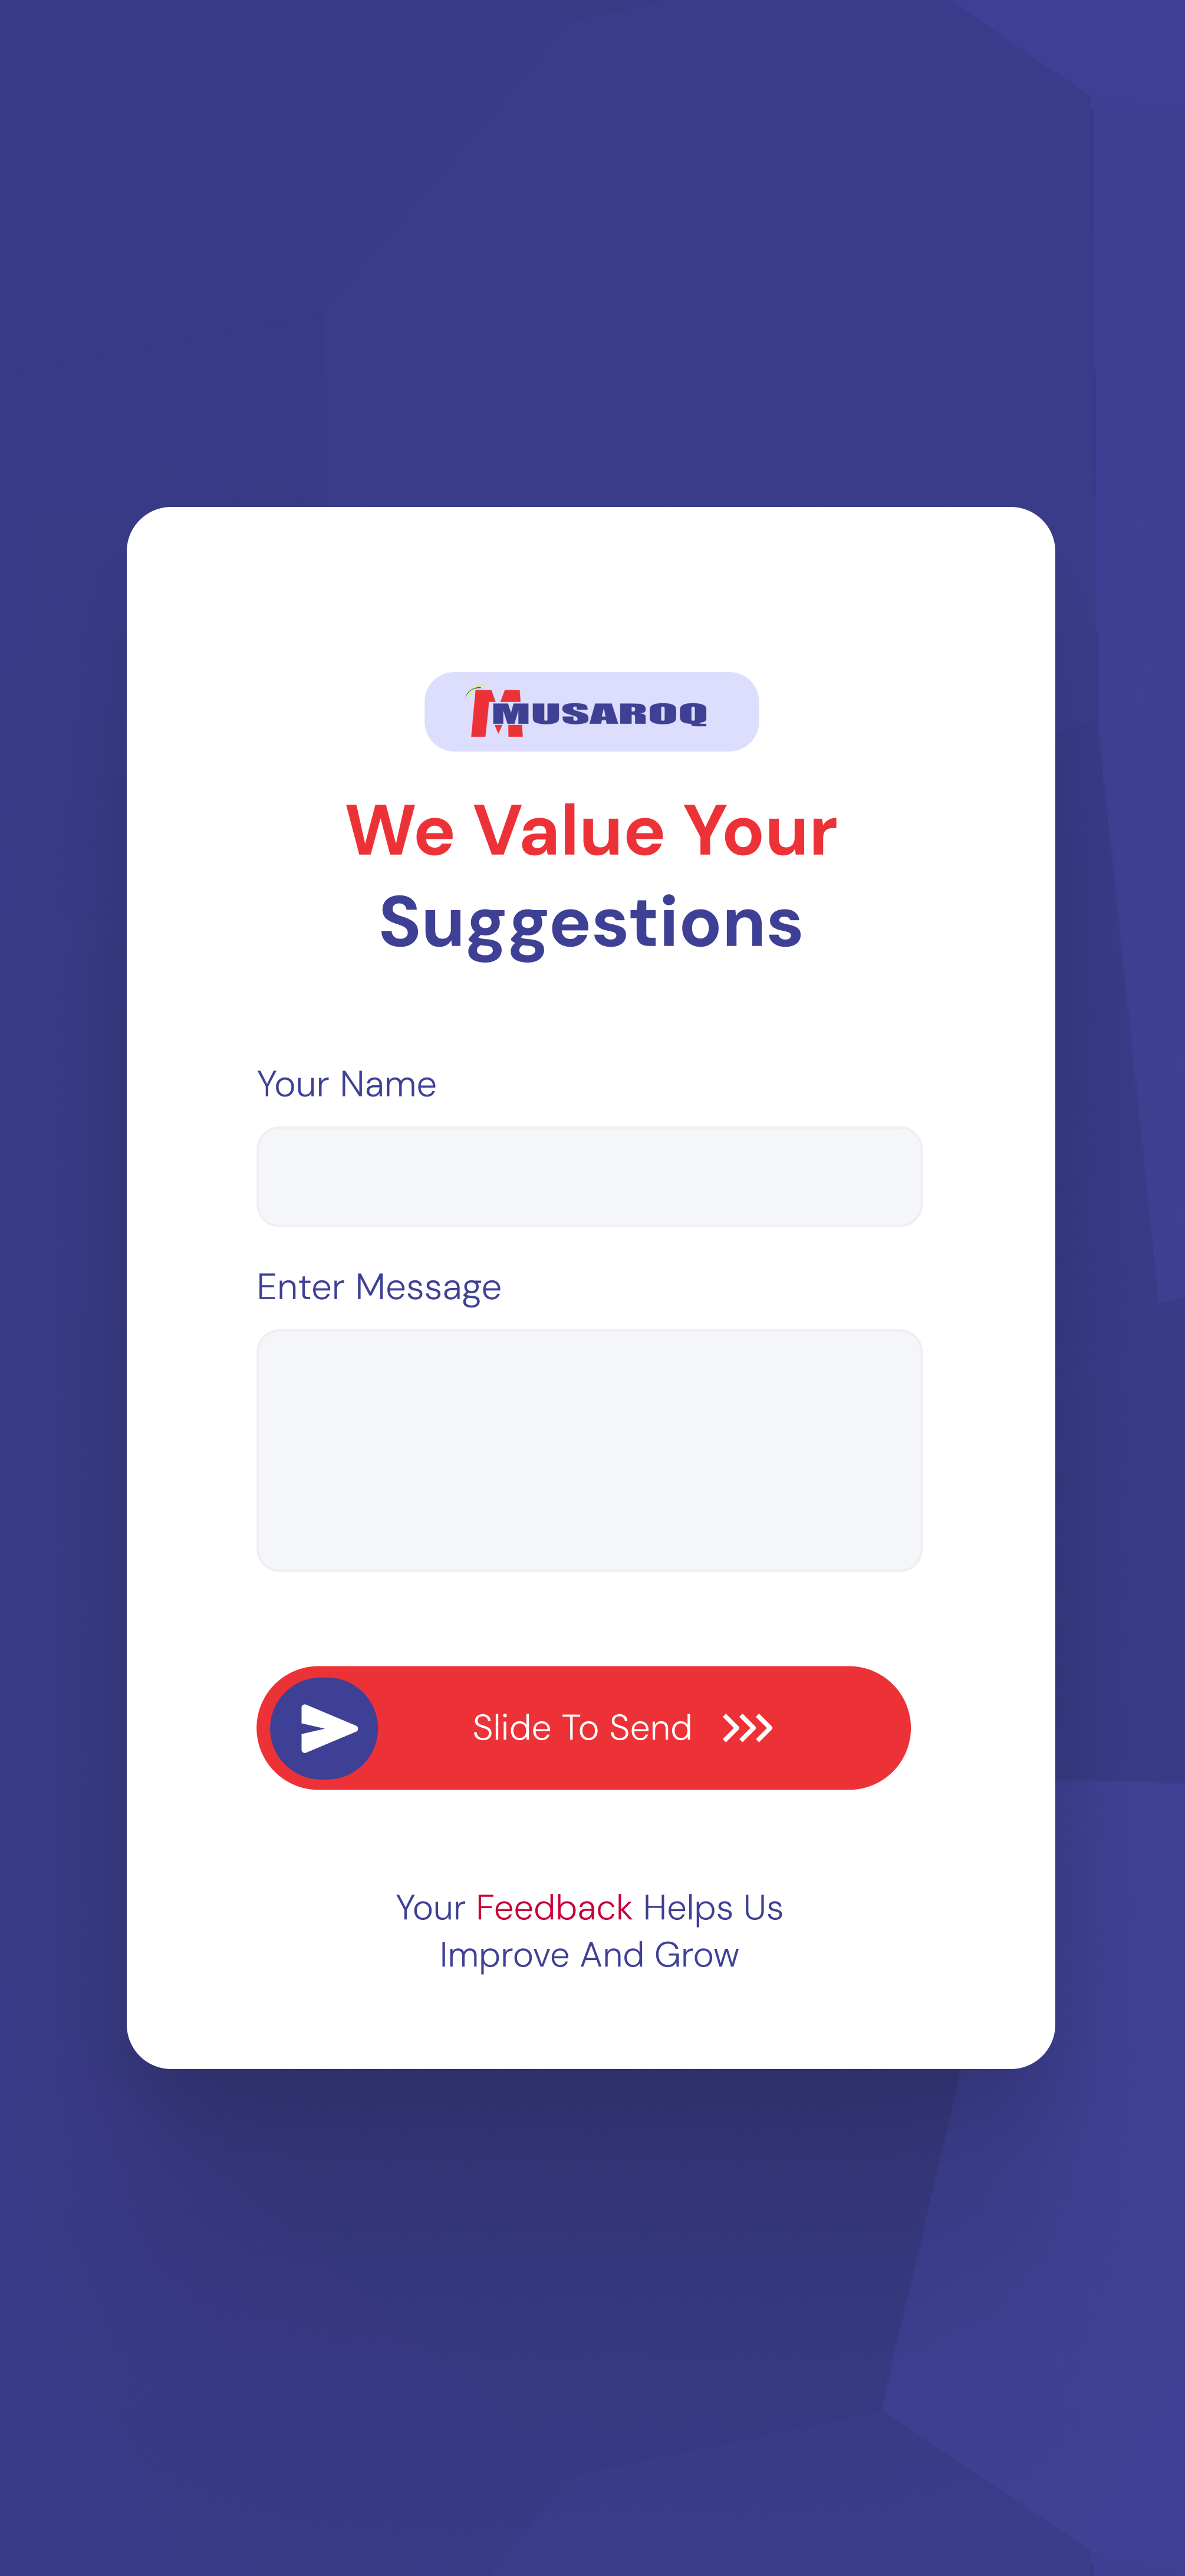 MUSAROQ
We Value Your
Suggestions
Your Name
Enter Message
Slide To Send
Your Feedback Helps Us
Improve And Grow